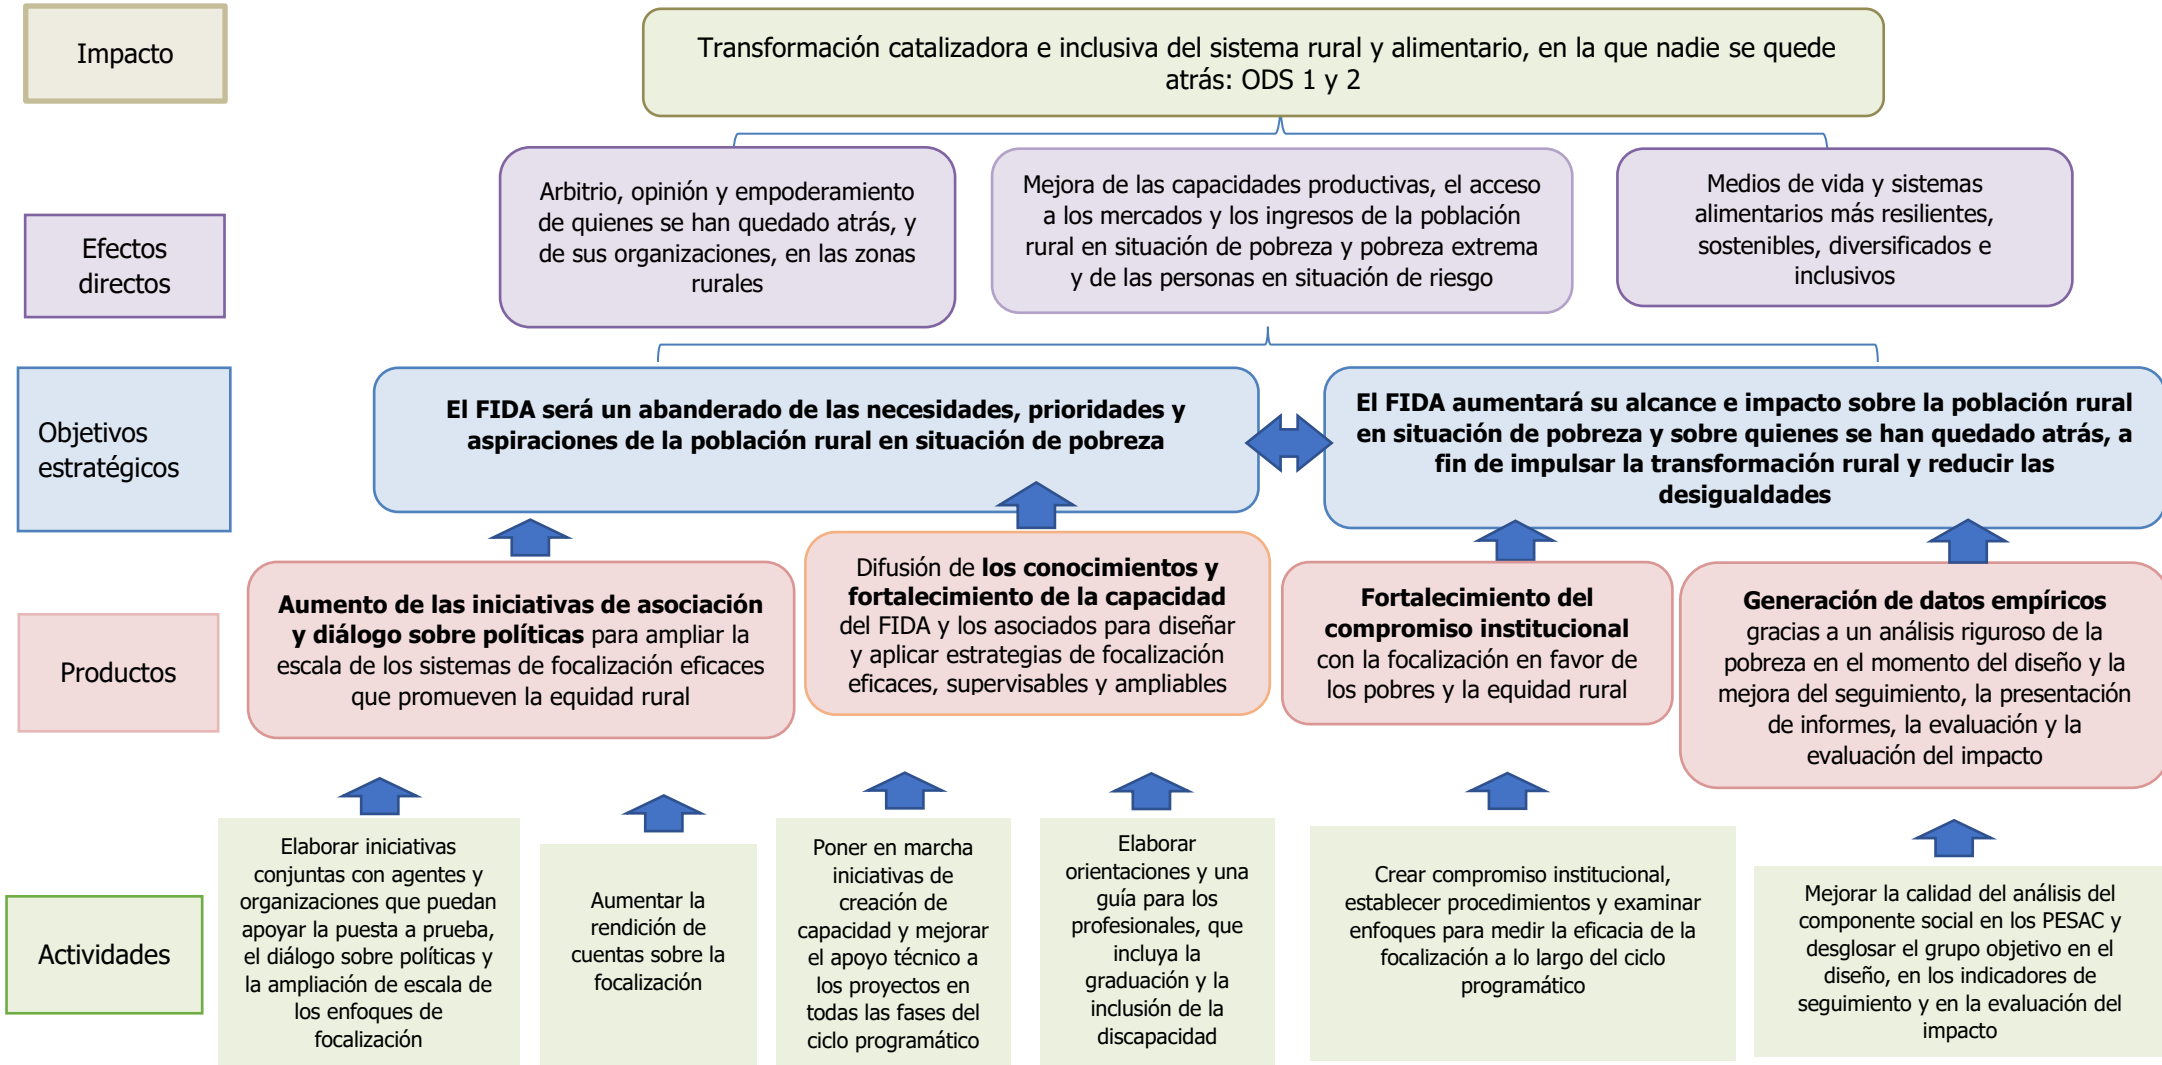 Impacto
Transformación catalizadora e inclusiva del sistema rural y alimentario, en la que nadie se quede
atrás: ODS 1 y 2
Efectos
directos
Arbitrio, opinión y empoderamiento
de quienes se han quedado atrás, y
de sus organizaciones, en las zonas
rurales
Mejora de las capacidades productivas, el acceso
a los mercados y los ingresos de la población
rural en situación de pobreza y pobreza extrema
y de las personas en situación de riesgo
Medios de vida y sistemas
alimentarios más resilientes,
sostenibles, diversificados e
inclusivos
Objetivos
estratégicos
El FIDA será un abanderado de las necesidades, prioridades y
aspiraciones de la población rural en situación de pobreza
El FIDA aumentará su alcance e impacto sobre la población rural
en situación de pobreza y sobre quienes se han quedado atrás, a
fin de impulsar la transformación rural y reducir las
desigualdades
Productos
Aumento de las iniciativas de asociación
y diálogo sobre políticas para ampliar la
escala de los sistemas de focalización eficaces
que promueven la equidad rural
Difusión de los conocimientos y
fortalecimiento de la capacidad
del FIDA y los asociados para diseñar
y aplicar estrategias de focalización
eficaces, supervisables y ampliables
Fortalecimiento del
compromiso institucional
con la focalización en favor de
los pobres y la equidad rural
Generación de datos empíricos
gracias a un análisis riguroso de la
pobreza en el momento del diseño y la
mejora del seguimiento, la presentación
de informes, la evaluación y la
evaluación del impacto
Actividades
Elaborar iniciativas
conjuntas con agentes y
organizaciones que puedan
apoyar la puesta a prueba,
el diálogo sobre políticas y
la ampliación de escala de
los enfoques de
focalización
Aumentar la
rendición de
cuentas sobre la
focalización
Poner en marcha
iniciativas de
creación de
capacidad y mejorar
el apoyo técnico a
los proyectos en
todas las fases del
ciclo programático
Elaborar
orientaciones y una
guía para los
profesionales, que
incluya la
graduación y la
inclusión de la
discapacidad
Crear compromiso institucional,
establecer procedimientos y examinar
enfoques para medir la eficacia de la
focalización a lo largo del ciclo
programático
Mejorar la calidad del análisis del
componente social en los PESAC y
desglosar el grupo objetivo en el
diseño, en los indicadores de
seguimiento y en la evaluación del
impacto